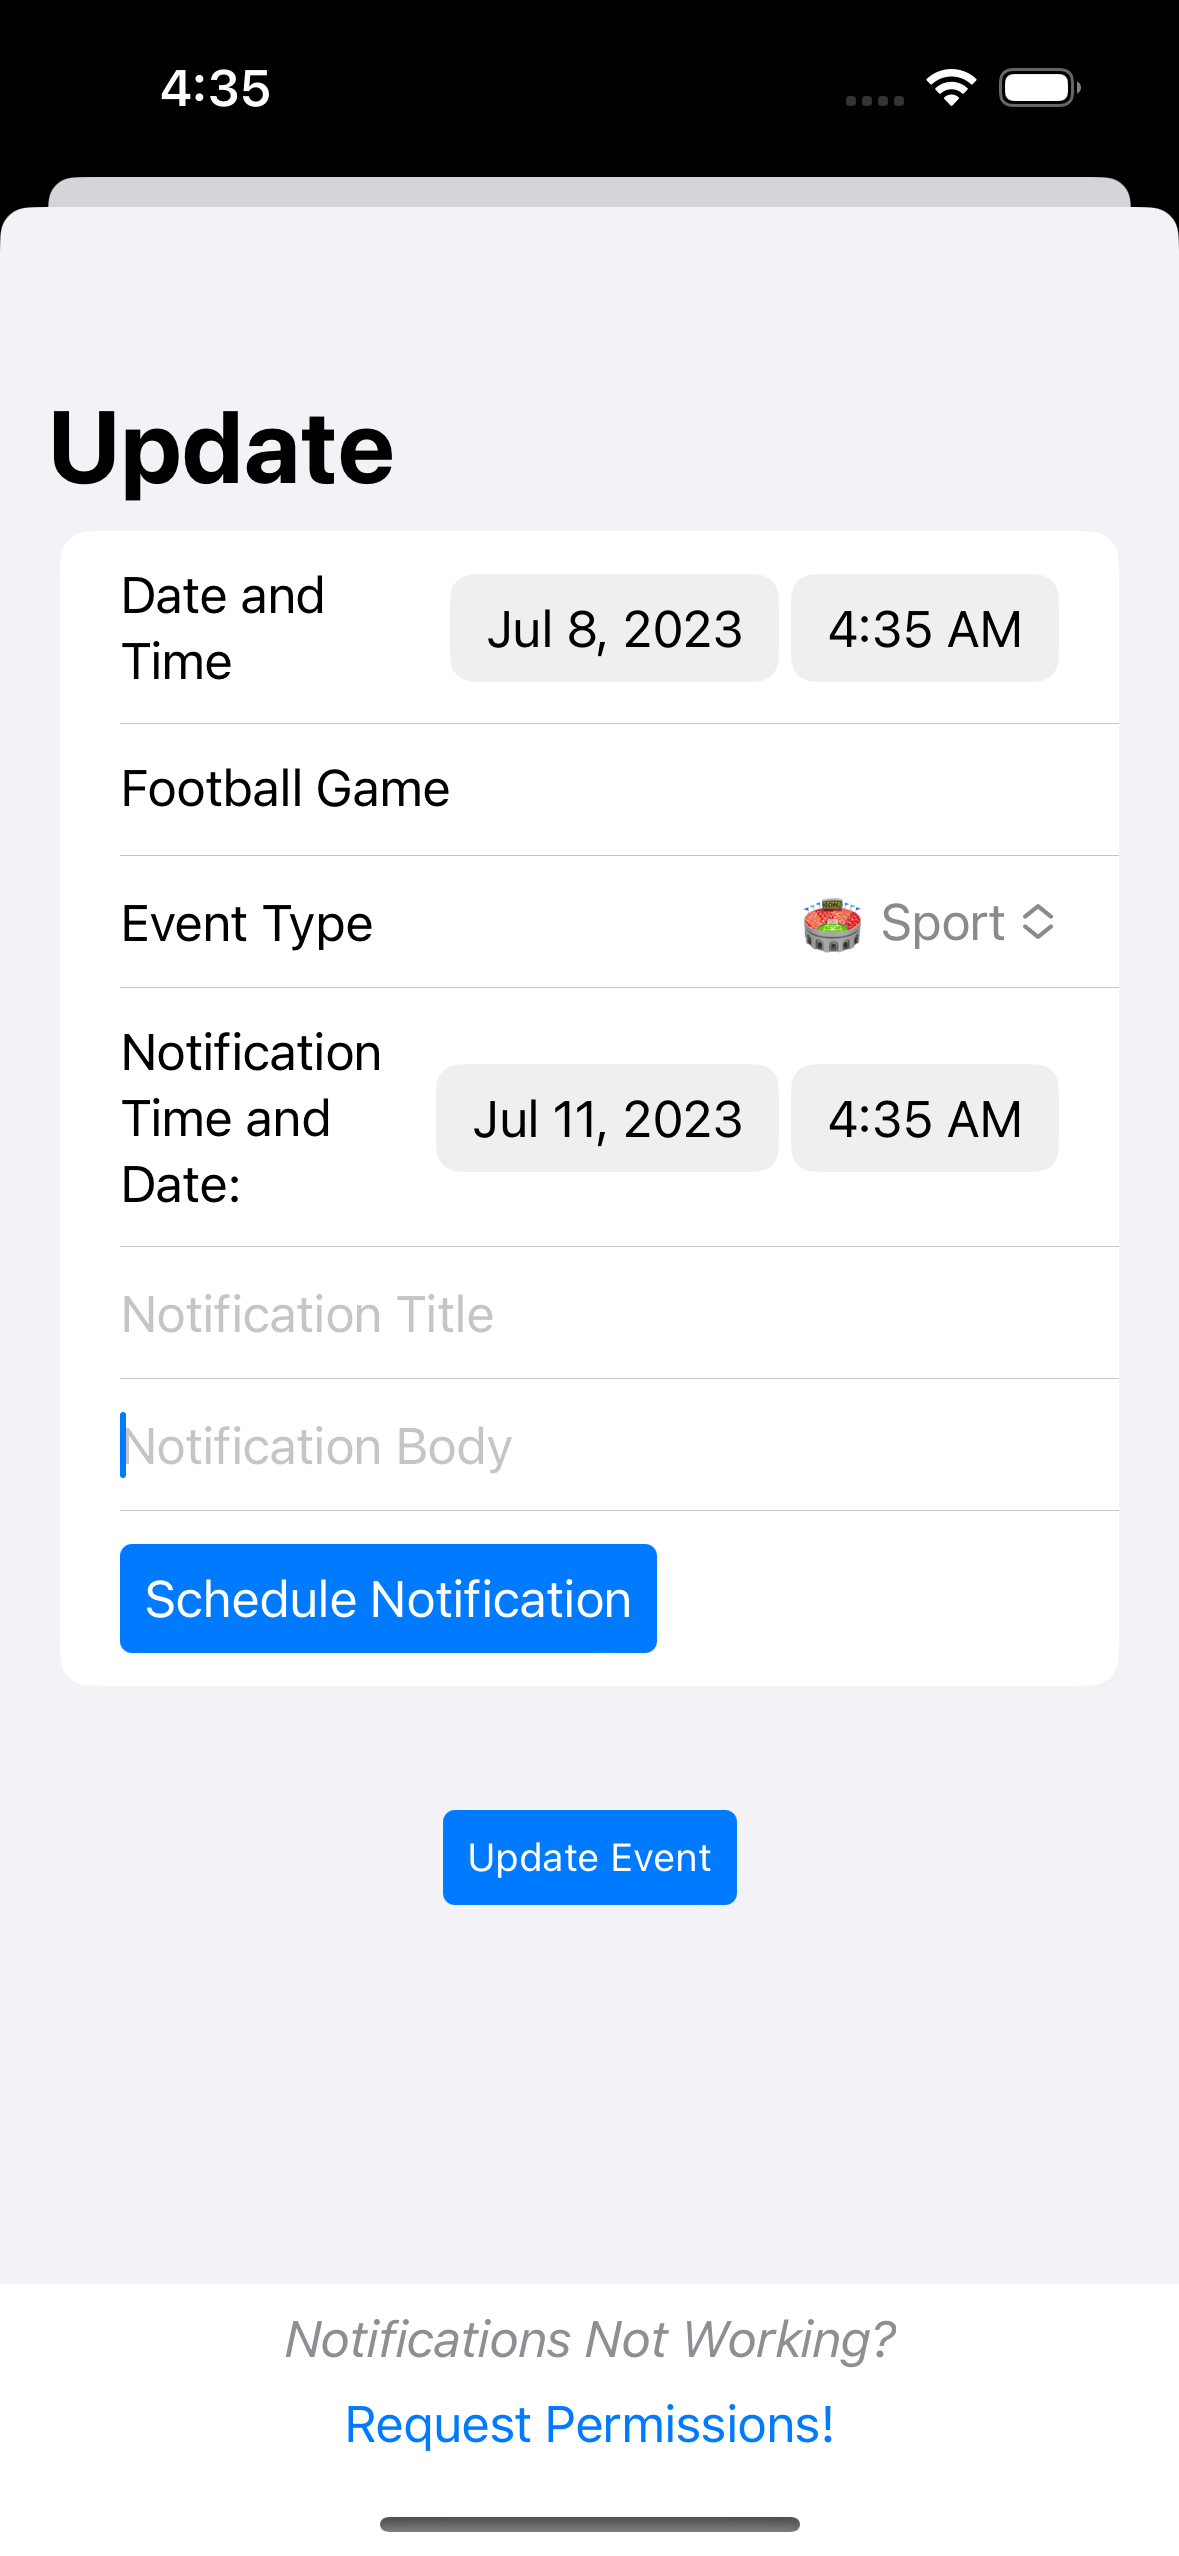 4:35
Update
Date and
Time
Jul 8, 2023
4:35 AM
Football Game
Event Type
Sport
Notification
Time and
Date:
Jul 11, 2023
4:35 AM
Notification Title
Notification Body
Schedule Notification
Update Event
Notifications Not Working?
Request Permissions!